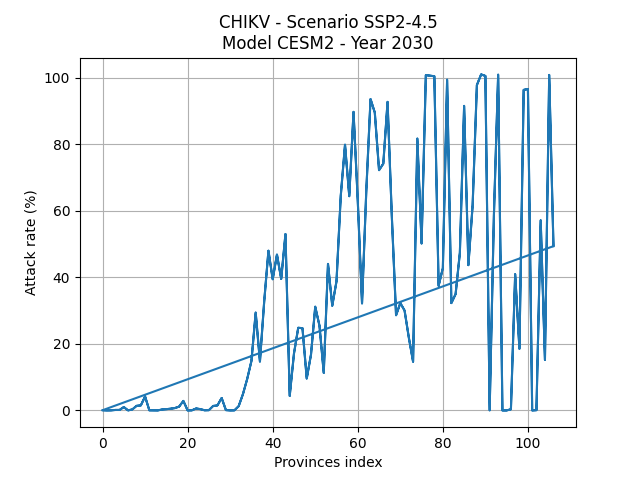 CHIKV - Scenario SSP2-4.5
Model CESM2 - Year 2030
100
80
60
40
20
0
Attack rate (%)
0 20 40 60 80 100
Provinces index